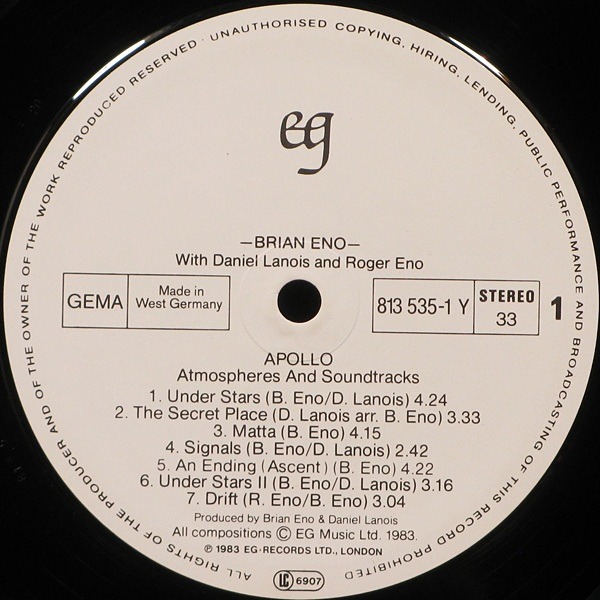 ALL RIGHTS OF THE PRODUCER AND OF THE OWNER OF THE WORK REPRODUCED RESERVED · UNAUTHORISED COPYING, HIRING, LENDING, PUBLIC PERFORMANCE AND BROADCASTING OF THIS RECORD PROHIBITED
eg
—BRIAN ENO—
With Daniel Lanois and Roger Eno
GEMA
Made in
West Germany
813 535-1 Y
STEREO
33
1
APOLLO
Atmospheres And Soundtracks
1. Under Stars (B. Eno/D. Lanois) 4.24
2. The Secret Place (D. Lanois arr. B. Eno) 3.33
3. Matta (B. Eno) 4.15
4. Signals (B. Eno/D. Lanois) 2.42
5. An Ending (Ascent) (B. Eno) 4.22
6. Under Stars II (B. Eno/D. Lanois) 3.16
7. Drift (R. Eno/B. Eno) 3.04
Produced by Brian Eno & Daniel Lanois
All compositions Ⓒ EG Music Ltd. 1983.
℗ 1983 EG·RECORDS LTD., LONDON
LC 6907